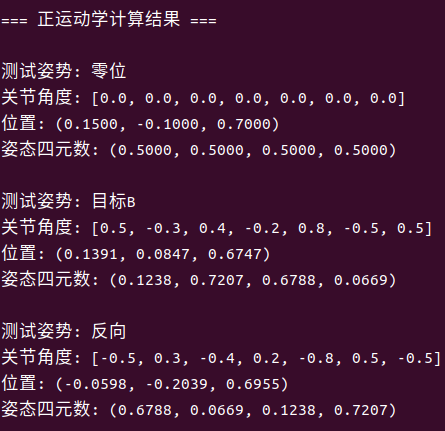 === 正运动学计算结果 ===
测试姿势: 零位
关节角度: [0.0, 0.0, 0.0, 0.0, 0.0, 0.0, 0.0]
位置: (0.1500, -0.1000, 0.7000)
姿态四元数: (0.5000, 0.5000, 0.5000, 0.5000)
测试姿势: 目标B
关节角度: [0.5, -0.3, 0.4, -0.2, 0.8, -0.5, 0.5]
位置: (0.1391, 0.0847, 0.6747)
姿态四元数: (0.1238, 0.7207, 0.6788, 0.0669)
测试姿势: 反向
关节角度: [-0.5, 0.3, -0.4, 0.2, -0.8, 0.5, -0.5]
位置: (-0.0598, -0.2039, 0.6955)
姿态四元数: (0.6788, 0.0669, 0.1238, 0.7207)